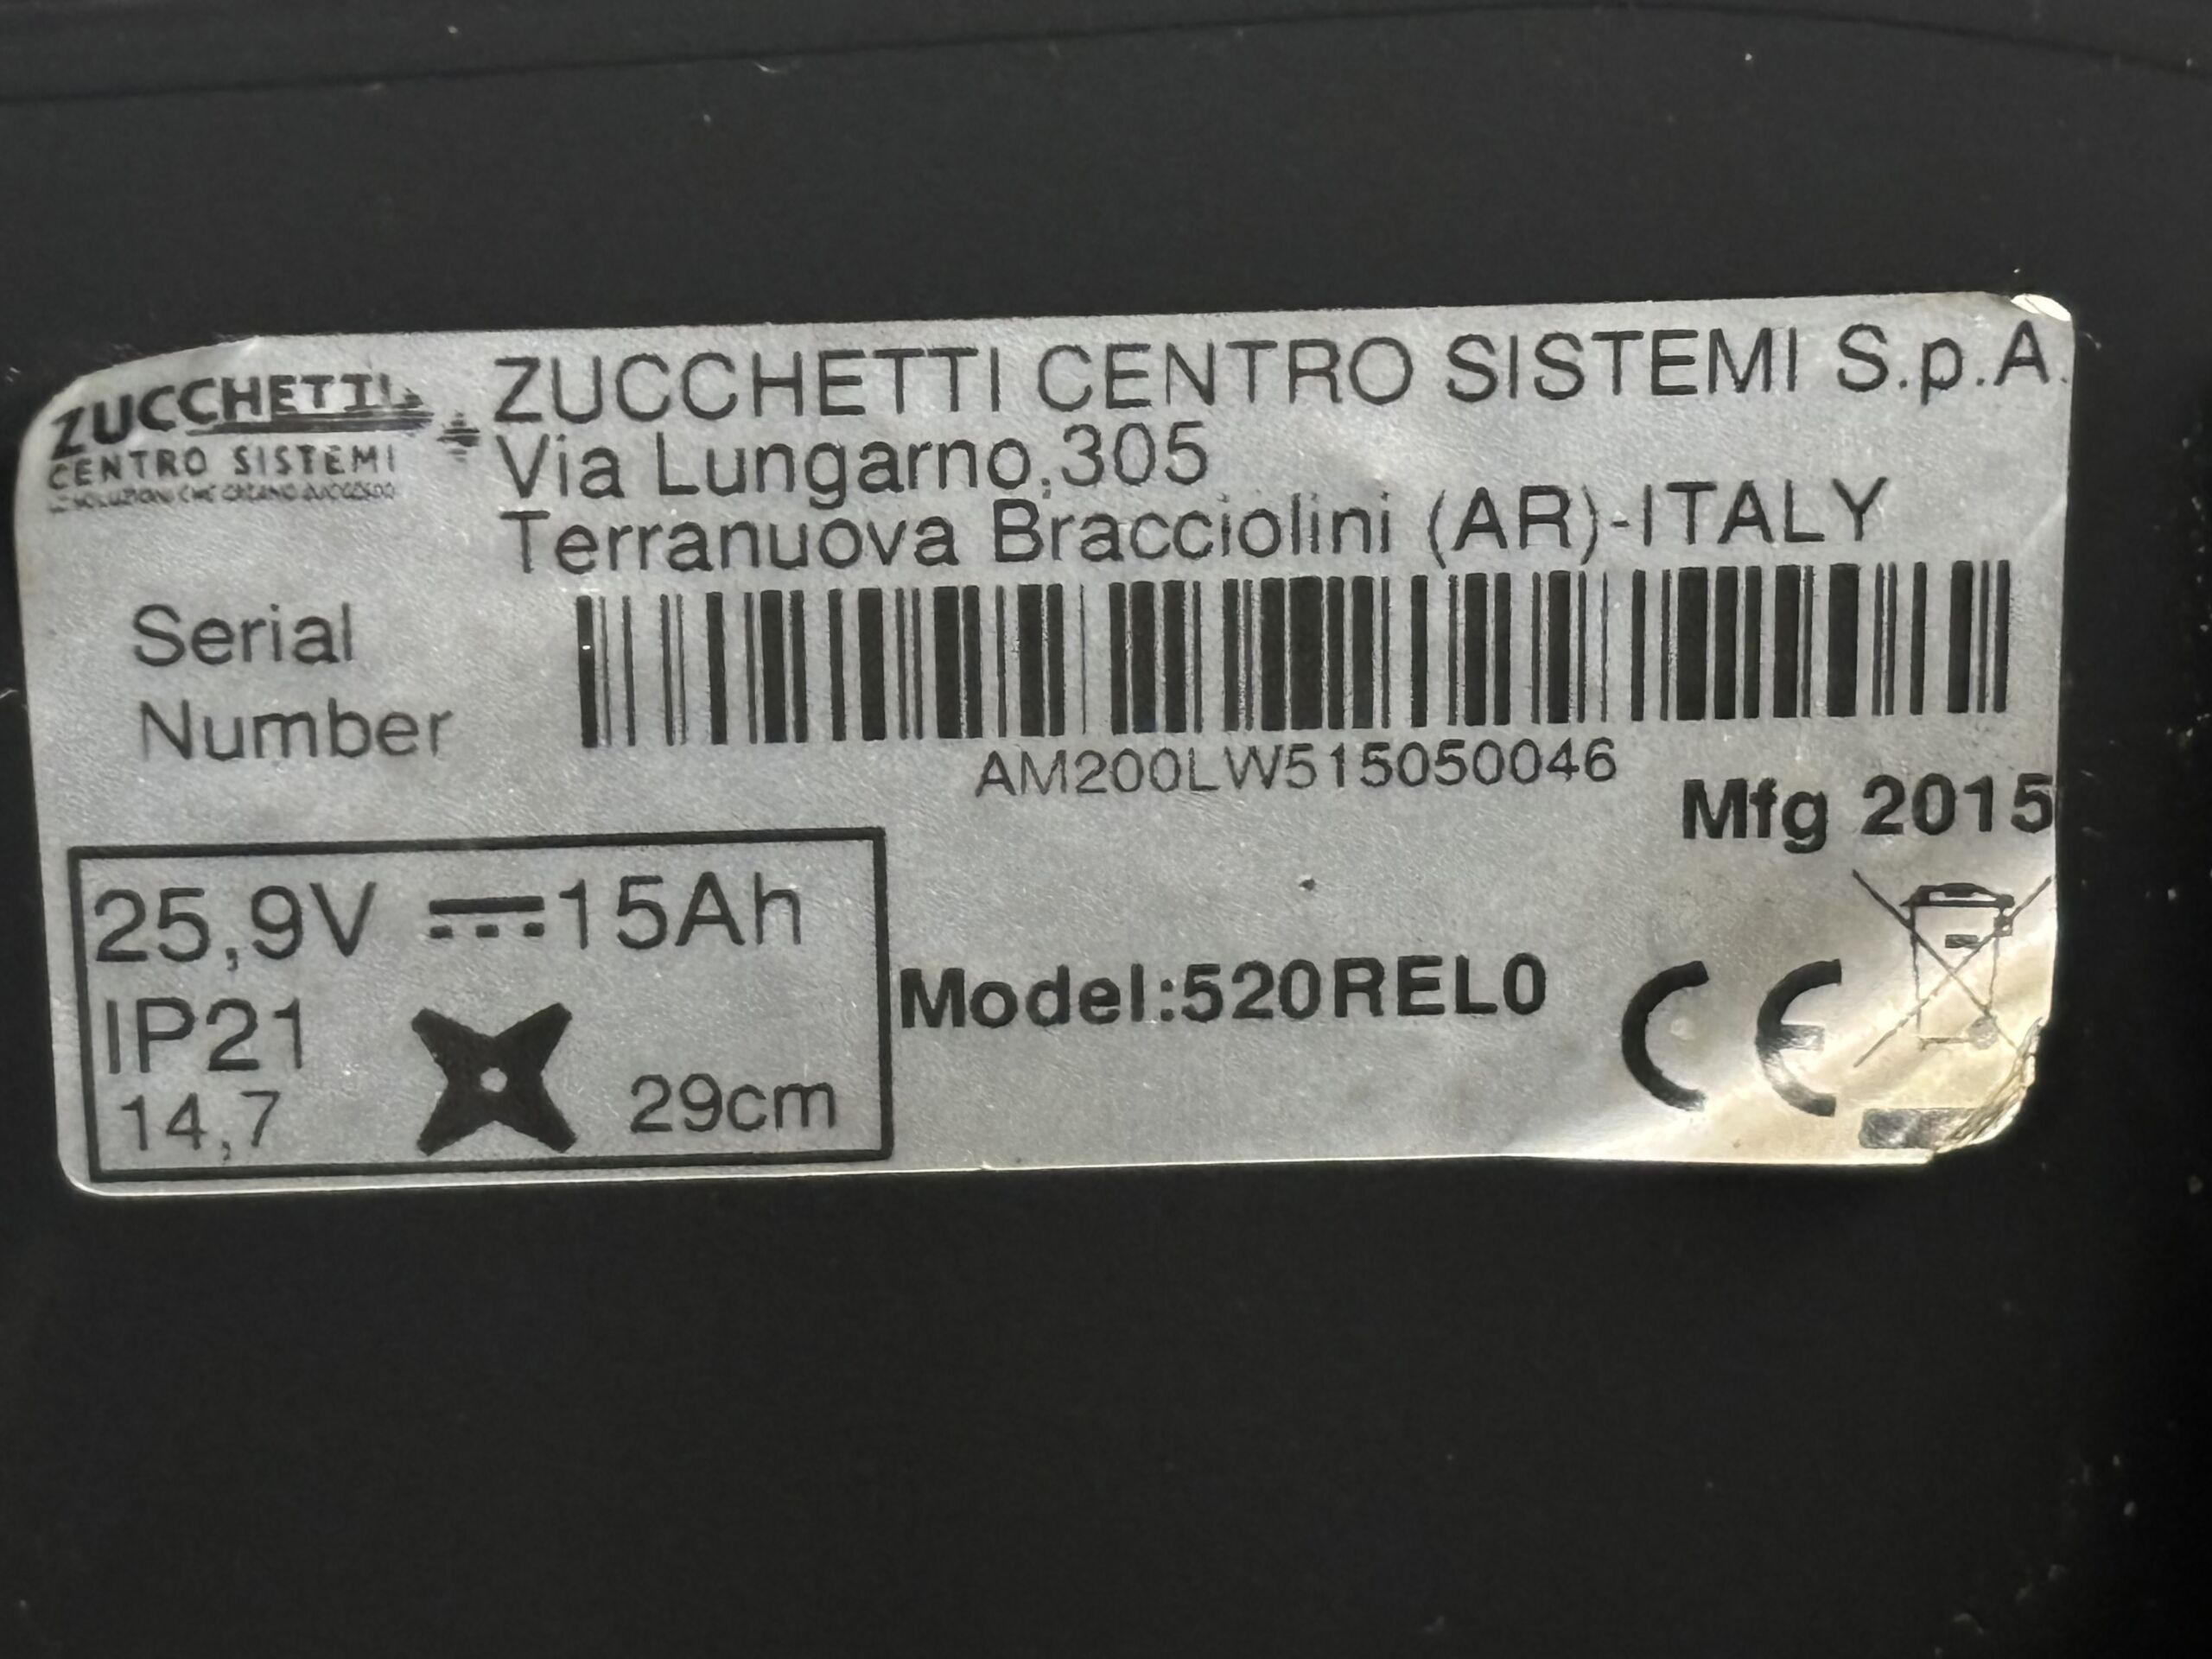 ZUCCHETTI
CENTRO SISTEMI
ZUCCHETTI CENTRO SISTEMI S.p.A.
Via Lungarno,305
Terranuova Bracciolini (AR)-ITALY
Serial
Number
AM200LW515050046
Mfg 2015
25,9V 15Ah
IP21
14,7
29cm
Model:520REL0
CE